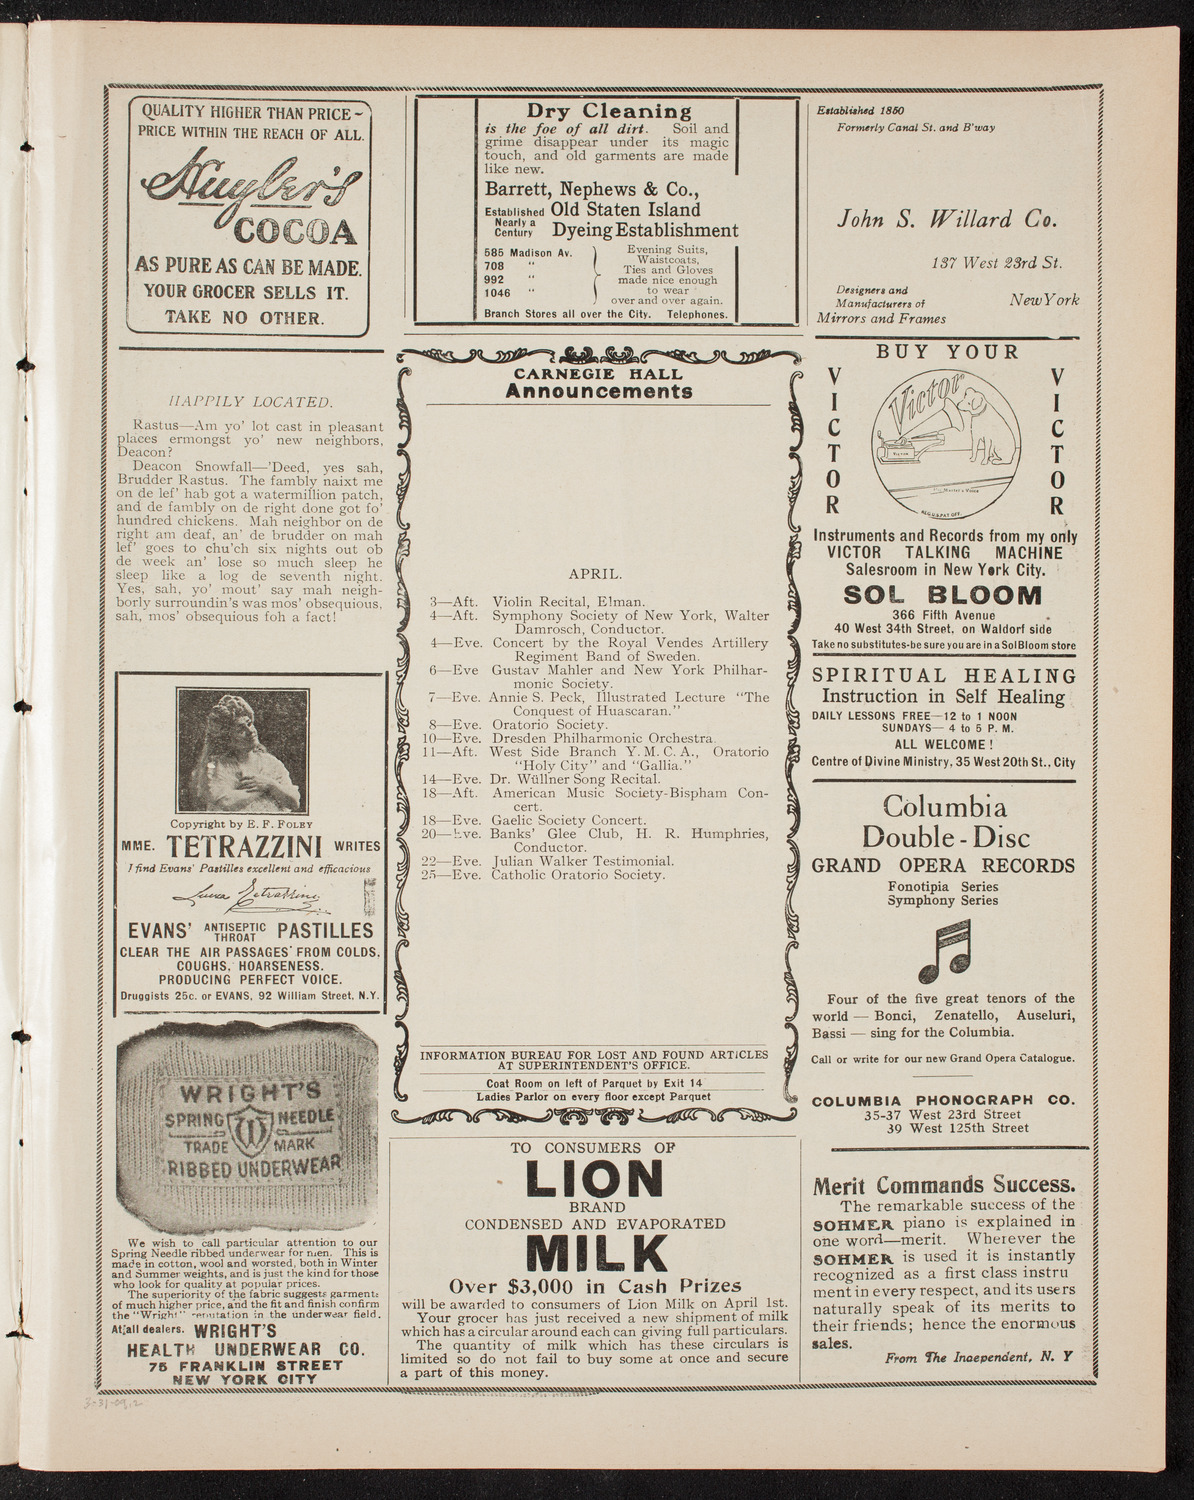 QUALITY HIGHER THAN PRICE-
PRICE WITHIN THE REACH OF ALL.
Huyler's
COCOA
AS PURE AS CAN BE MADE.
YOUR GROCER SELLS IT.
TAKE NO OTHER.
Dry Cleaning
is the foe of all dirt. Soil and
grime disappear under its magic
touch, and old garments are made
like new.
Barrett, Nephews & Co.,
Established Nearly a Century
Old Staten Island
Dyeing Establishment
585 Madison Av.
708 "
992 "
1046 "
Evening Suits,
Waistcoats,
Ties and Gloves
made nice enough
to wear
over and over again.
Branch Stores all over the City. Telephones.
Established 1850
Formerly Canal St. and B'way
John S. Willard Co.
137 West 23rd St.
Designers and
Manufacturers of
Mirrors and Frames
New York
HAPPILY LOCATED.
Rastus—Am yo' lot cast in pleasant
places ermongst yo' new neighbors,
Deacon?
Deacon Snowfall—'Deed, yes sah,
Brudder Rastus. The fambly naixt me
on de lef' hab got a watermillion patch,
and de fambly on de right done got fo'
hundred chickens. Mah neighbor on de
right am deaf, an' de brudder on mah
lef' goes to chu'ch six nights out ob
de week an' lose so much sleep he
sleep like a log de seventh night.
Yes, sah, yo' mout' say mah neigh-
borly surroundin's was mos' obsequious,
sah, mos' obsequious foh a fact!
Copyright by E. F. FOLEY
MME. TETRAZZINI WRITES
I find Evans' Pastilles excellent and efficacious
Luisa Tetrazzini
EVANS' ANTISEPTIC THROAT PASTILLES
CLEAR THE AIR PASSAGES FROM COLDS,
COUGHS, HOARSENESS.
PRODUCING PERFECT VOICE.
Druggists 25c. or EVANS, 92 William Street, N.Y.
WRIGHT'S
SPRING NEEDLE
W
TRADE MARK
RIBBED UNDERWEAR
We wish to call particular attention to our
Spring Needle ribbed underwear for men. This is
made in cotton, wool and worsted, both in Winter
and Summer weights, and is just the kind for those
who look for quality at popular prices.
The superiority of the fabric suggests garments
of much higher price, and the fit and finish confirm
the "Wright" reputation in the underwear field.
At all dealers. WRIGHT'S
HEALTH UNDERWEAR CO.
75 FRANKLIN STREET
NEW YORK CITY
CARNEGIE HALL
Announcements
APRIL.
3—Aft. Violin Recital, Elman.
4—Aft. Symphony Society of New York, Walter
Damrosch, Conductor.
4—Eve. Concert by the Royal Vendes Artillery
Regiment Band of Sweden.
6—Eve Gustav Mahler and New York Philhar-
monic Society.
7—Eve. Annie S. Peck, Illustrated Lecture "The
Conquest of Huascaran."
8—Eve. Oratorio Society.
10—Eve. Dresden Philharmonic Orchestra.
11—Aft. West Side Branch Y. M. C. A., Oratorio
"Holy City" and "Gallia."
14—Eve. Dr. Wüllner Song Recital.
18—Aft. American Music Society-Bispham Con-
cert.
18—Eve. Gaelic Society Concert.
20—Eve. Banks' Glee Club, H. R. Humphries,
Conductor.
22—Eve. Julian Walker Testimonial.
25—Eve. Catholic Oratorio Society.
INFORMATION BUREAU FOR LOST AND FOUND ARTICLES
AT SUPERINTENDENT'S OFFICE.
Coat Room on left of Parquet by Exit 14
Ladies Parlor on every floor except Parquet
TO CONSUMERS OF
LION
BRAND
CONDENSED AND EVAPORATED
MILK
Over $3,000 in Cash Prizes
will be awarded to consumers of Lion Milk on April 1st.
Your grocer has just received a new shipment of milk
which has a circular around each can giving full particulars.
The quantity of milk which has these circulars is
limited so do not fail to buy some at once and secure
a part of this money.
BUY YOUR
VICTOR
Victor
VICTOR
His Master's Voice
REG.U.S.PAT.OFF.
VICTOR
Instruments and Records from my only
VICTOR TALKING MACHINE
Salesroom in New York City.
SOL BLOOM
366 Fifth Avenue
40 West 34th Street, on Waldorf side
Take no substitutes-be sure you are in a Sol Bloom store
SPIRITUAL HEALING
Instruction in Self Healing
DAILY LESSONS FREE—12 to 1 NOON
SUNDAYS— 4 to 5 P. M.
ALL WELCOME!
Centre of Divine Ministry, 35 West 20th St., City
Columbia
Double-Disc
GRAND OPERA RECORDS
Fonotipia Series
Symphony Series
Four of the five great tenors of the
world — Bonci, Zenatello, Auseluri,
Bassi — sing for the Columbia.
Call or write for our new Grand Opera Catalogue.
COLUMBIA PHONOGRAPH CO.
35-37 West 23rd Street
39 West 125th Street
Merit Commands Success.
The remarkable success of the
SOHMER piano is explained in
one word—merit. Wherever the
SOHMER is used it is instantly
recognized as a first class instru
ment in every respect, and its users
naturally speak of its merits to
their friends; hence the enormous
sales.
From The Independent, N. Y
3-31-09.2